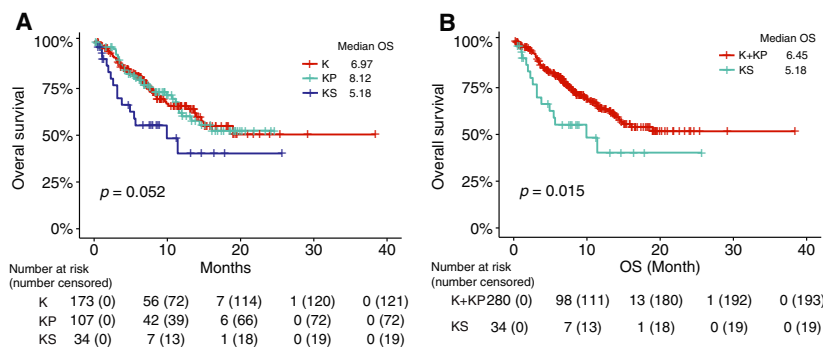 A
Overall survival
100%
75%
50%
25%
0%
Median OS
K 6.97
KP 8.12
KS 5.18
p = 0.052
0 10 20 30 40
Months
Number at risk
(number censored)
K 173 (0) 56 (72) 7 (114) 1 (120) 0 (121)
KP 107 (0) 42 (39) 6 (66) 0 (72) 0 (72)
KS 34 (0) 7 (13) 1 (18) 0 (19) 0 (19)
B
Overall survival
100%
75%
50%
25%
0%
Median OS
K+KP 6.45
KS 5.18
p = 0.015
0 10 20 30 40
OS (Month)
Number at risk
(number censored)
K+KP 280 (0) 98 (111) 13 (180) 1 (192) 0 (193)
KS 34 (0) 7 (13) 1 (18) 0 (19) 0 (19)